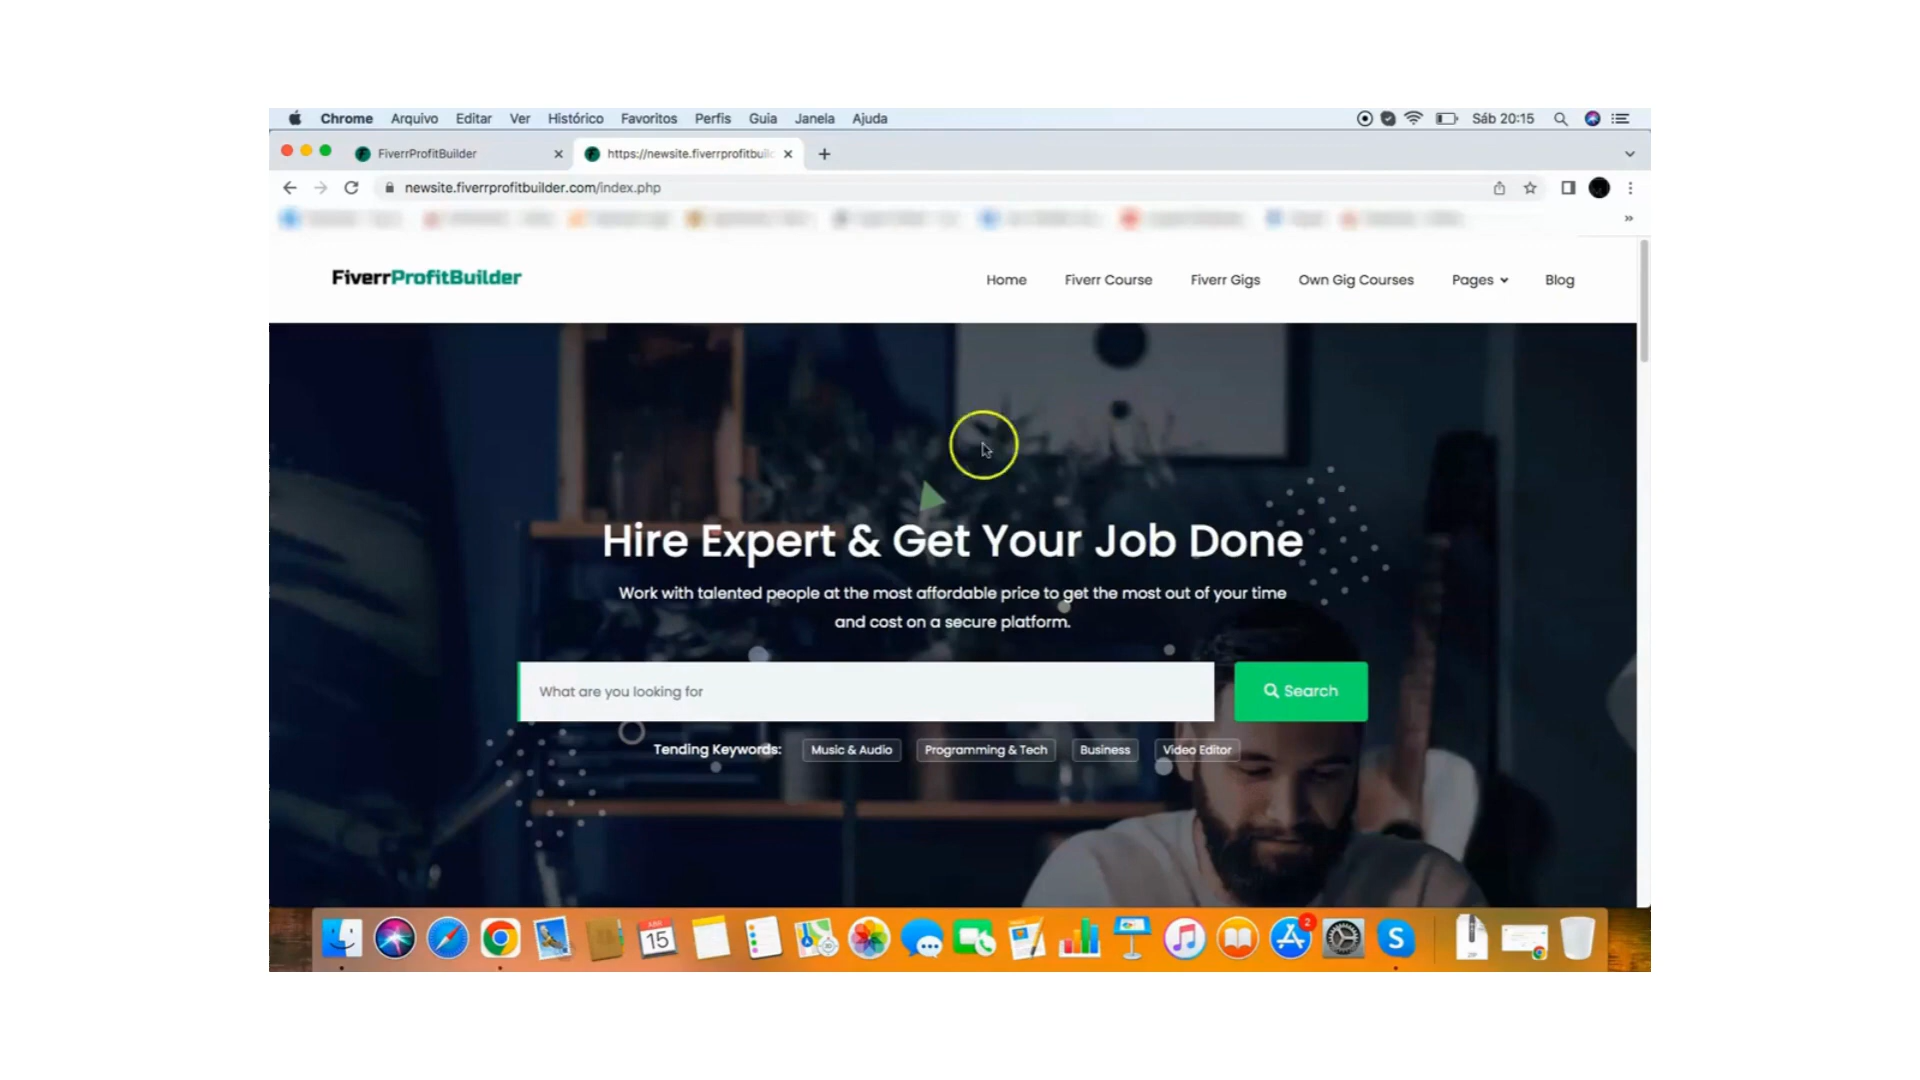 Chrome Arquivo Editar Ver Histórico Favoritos Perfis Guia Janela Ajuda Sáb 20:15
FiverrProfitBuilder https://newsite.fiverrprofitbuil
newsite.fiverrprofitbuilder.com/index.php
FiverrProfitBuilder Home Fiverr Course Fiverr Gigs Own Gig Courses Pages Blog
Hire Expert & Get Your Job Done
Work with talented people at the most affordable price to get the most out of your time
and cost on a secure platform.
What are you looking for Search
Tending Keywords: Music & Audio Programming & Tech Business Video Editor
15 2 S